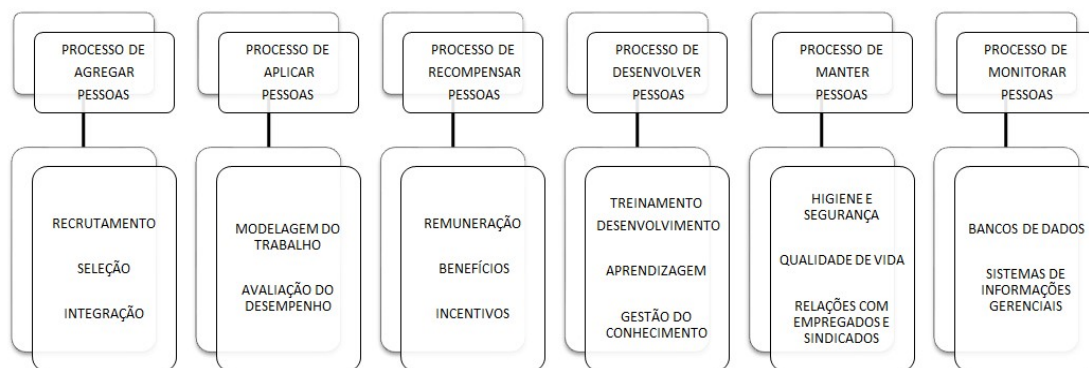 PROCESSO DE
AGREGAR
PESSOAS
PROCESSO DE
APLICAR
PESSOAS
PROCESSO DE
RECOMPENSAR
PESSOAS
PROCESSO DE
DESENVOLVER
PESSOAS
PROCESSO DE
MANTER
PESSOAS
PROCESSO DE
MONITORAR
PESSOAS
RECRUTAMENTO
SELEÇÃO
INTEGRAÇÃO
MODELAGEM DO
TRABALHO
AVALIAÇÃO DO
DESEMPENHO
REMUNERAÇÃO
BENEFÍCIOS
INCENTIVOS
TREINAMENTO
DESENVOLVIMENTO
APRENDIZAGEM
GESTÃO DO
CONHECIMENTO
HIGIENE E
SEGURANÇA
QUALIDADE DE VIDA
RELAÇÕES COM
EMPREGADOS E
SINDICADOS
BANCOS DE DADOS
SISTEMAS DE
INFORMAÇÕES
GERENCIAIS